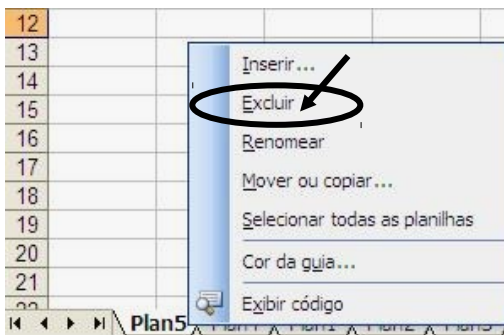 12
13
Inserir...
14
15
Excluir
16
Renomear
17
Mover ou copiar...
18
19
Selecionar todas as planilhas
20
Cor da guia...
21
Exibir código
Plan5